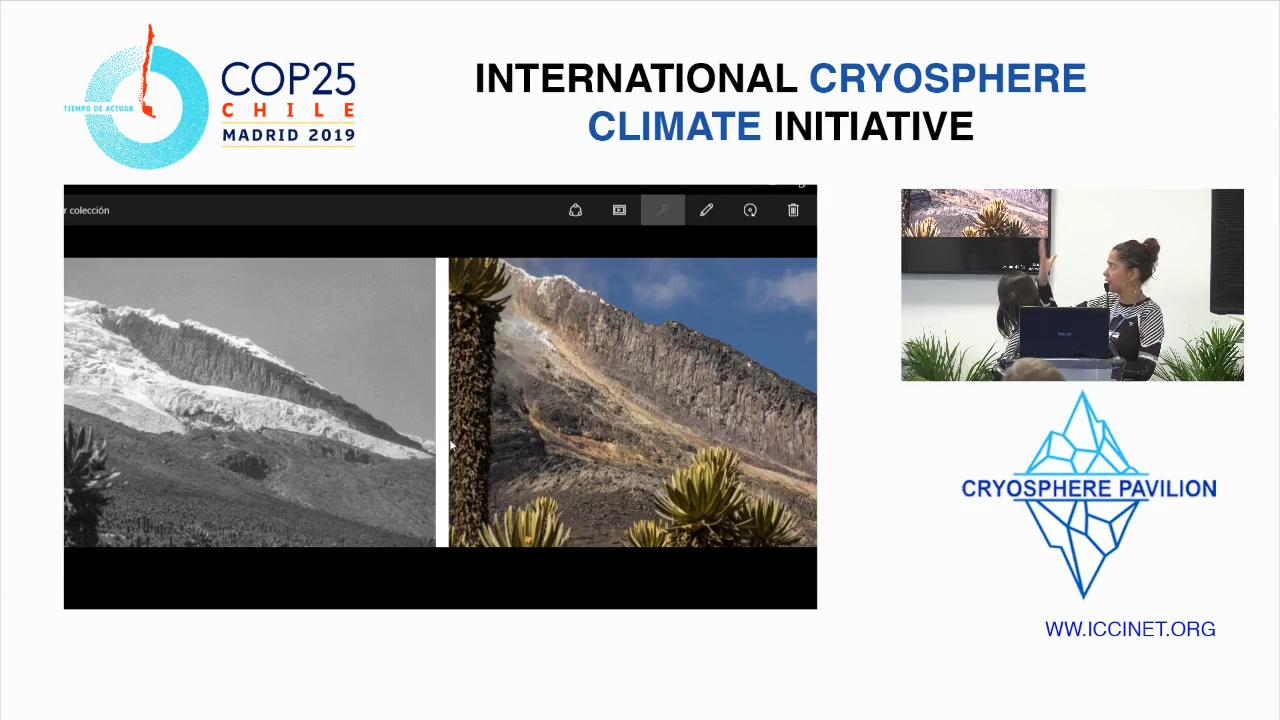 TIEMPO DE ACTUAR
COP25
CHILE
MADRID 2019
INTERNATIONAL CRYOSPHERE
CLIMATE INITIATIVE
r colección
CRYOSPHERE PAVILION
WW.ICCINET.ORG